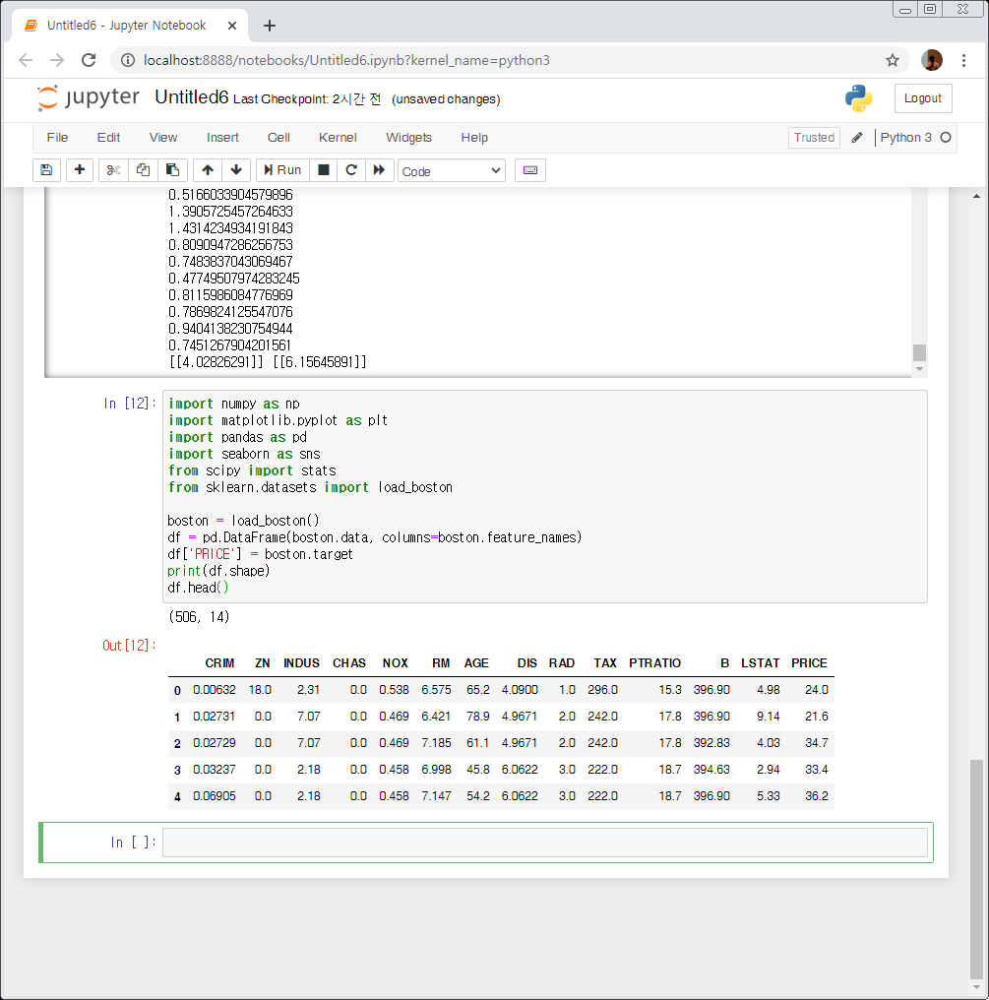 Untitled6 - Jupyter Notebook
localhost:8888/notebooks/Untitled6.ipynb?kernel_name=python3
jupyter Untitled6 Last Checkpoint: 2시간 전 (unsaved changes) Logout
File Edit View Insert Cell Kernel Widgets Help Trusted Python 3
Run Code
0.5166033904579896
1.3905725457264633
1.4314234934191843
0.8090947286256753
0.7483837043069467
0.47749507974283245
0.8115986084776969
0.7869824125547076
0.9404138230754944
0.7451267904201561
[[4.02826291]] [[6.15645891]]
In [12]: import numpy as np
import matplotlib.pyplot as plt
import pandas as pd
import seaborn as sns
from scipy import stats
from sklearn.datasets import load_boston
boston = load_boston()
df = pd.DataFrame(boston.data, columns=boston.feature_names)
df['PRICE'] = boston.target
print(df.shape)
df.head()
(506, 14)
Out[12]:
CRIM ZN INDUS CHAS NOX RM AGE DIS RAD TAX PTRATIO B LSTAT PRICE
0 0.00632 18.0 2.31 0.0 0.538 6.575 65.2 4.0900 1.0 296.0 15.3 396.90 4.98 24.0
1 0.02731 0.0 7.07 0.0 0.469 6.421 78.9 4.9671 2.0 242.0 17.8 396.90 9.14 21.6
2 0.02729 0.0 7.07 0.0 0.469 7.185 61.1 4.9671 2.0 242.0 17.8 392.83 4.03 34.7
3 0.03237 0.0 2.18 0.0 0.458 6.998 45.8 6.0622 3.0 222.0 18.7 394.63 2.94 33.4
4 0.06905 0.0 2.18 0.0 0.458 7.147 54.2 6.0622 3.0 222.0 18.7 396.90 5.33 36.2
In [ ]: